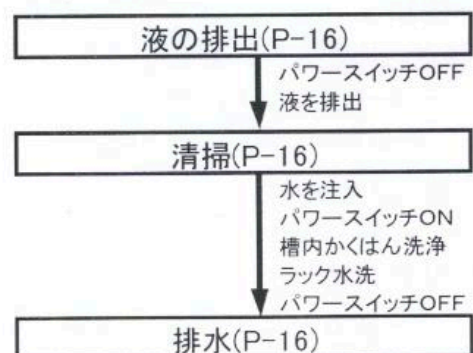 液の排出(P-16)
パワースイッチOFF
液を排出
清掃(P-16)
水を注入
パワースイッチON
槽内かくはん洗浄
ラック水洗
パワースイッチOFF
排水(P-16)